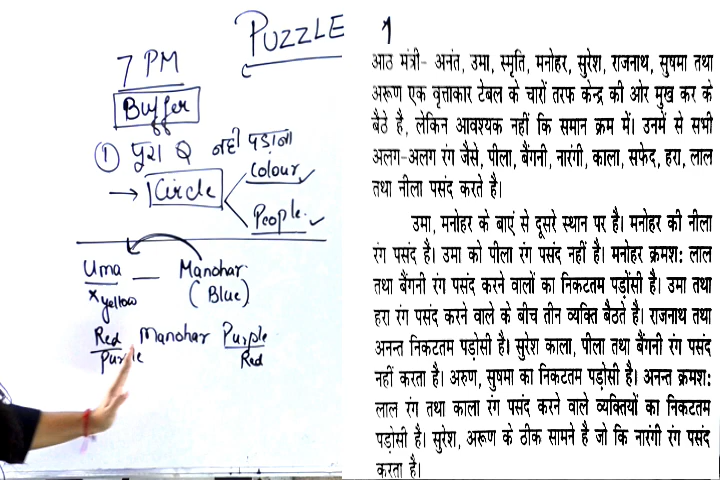 PUZZLE
7 PM
Buffer
① पुरा Q नहीं पढ़ाना
→ Circle
Colour
People
Uma — Manohar
x yellow (Blue)
Red Manohar Purple
Purple Red
1
आठ मंत्री- अनंत, उमा, स्मृति, मनोहर, सुरेश, राजनाथ, सुषमा तथा
अरूण एक वृत्ताकार टेबल के चारों तरफ केन्द्र की ओर मुख कर के
बैठे है, लेकिन आवश्यक नहीं कि समान क्रम में। उनमें से सभी
अलग-अलग रंग जैसे, पीला, बैंगनी, नारंगी, काला, सफेद, हरा, लाल
तथा नीला पसंद करते है।
उमा, मनोहर के बाएं से दूसरे स्थान पर है। मनोहर की नीला
रंग पसंद है। उमा को पीला रंग पसंद नहीं है। मनोहर क्रमश: लाल
तथा बैंगनी रंग पसंद करने वालों का निकटतम पड़ोंसी है। उमा तथा
हरा रंग पसंद करने वाले के बीच तीन व्यक्ति बैठते है। राजनाथ तथा
अनन्त निकटतम पड़ोसी है। सुरेश काला, पीला तथा बैंगनी रंग पसंद
नहीं करता है। अरुण, सुषमा का निकटतम पड़ोसी है। अनन्त क्रमश:
लाल रंग तथा काला रंग पसंद करने वाले व्यक्तियों का निकटतम
पड़ोसी है। सुरेश, अरूण के ठीक सामने है जो कि नारंगी रंग पसंद
करता है।